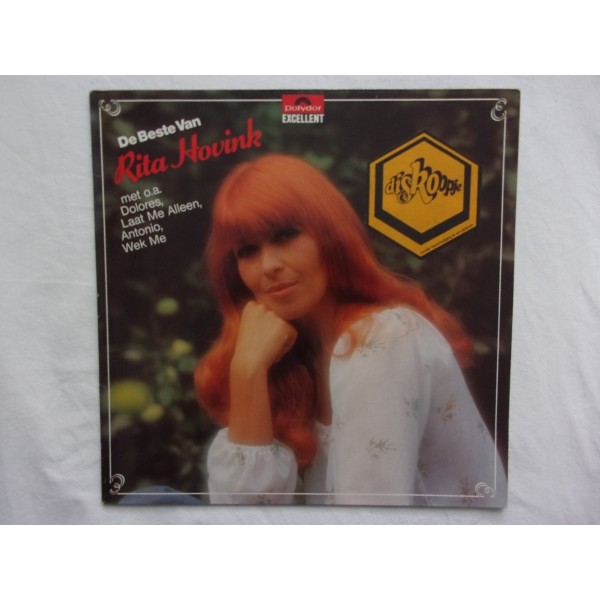 Polydor
EXCELLENT
De Beste Van
Rita Hovink
met o.a.
Dolores,
Laat Me Alleen,
Antonio,
Wek Me
diskoopje